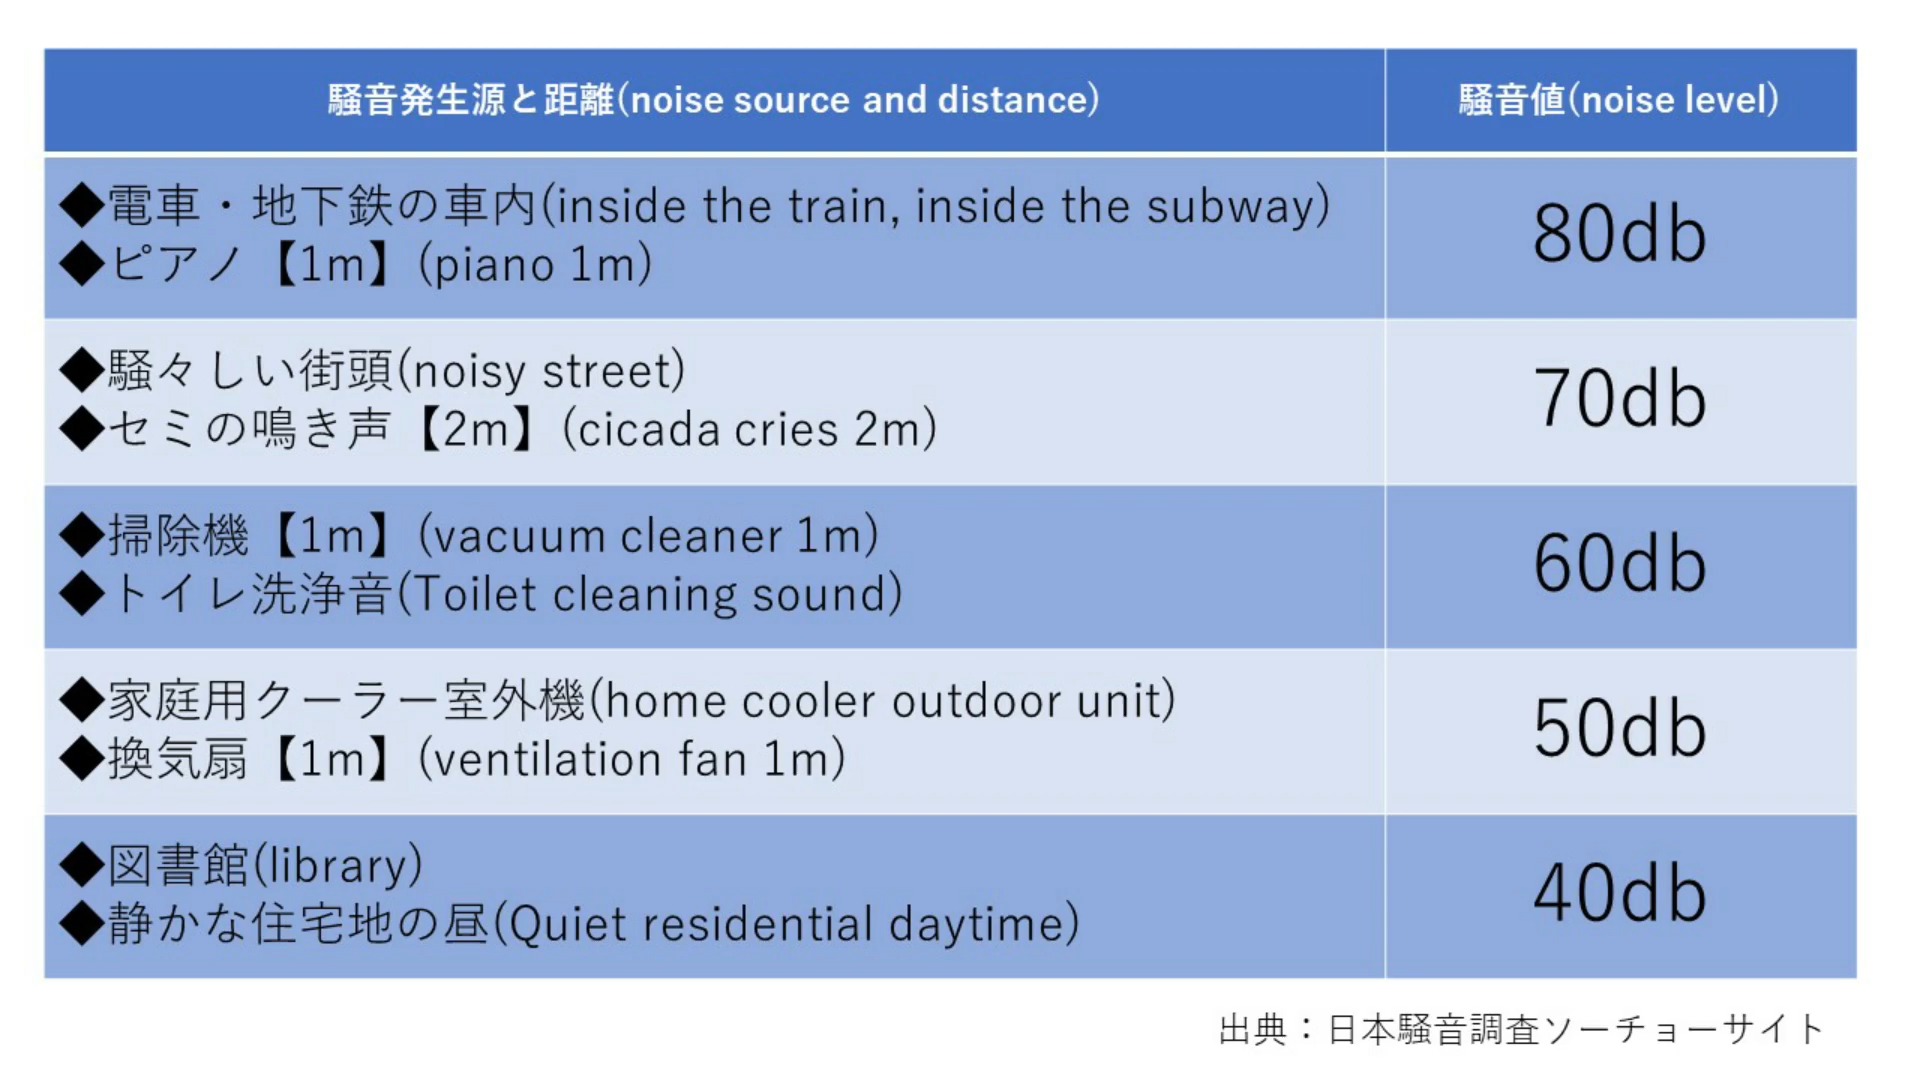 騒音発生源と距離(noise source and distance) 騒音値(noise level)
◆電車・地下鉄の車内(inside the train, inside the subway)
◆ピアノ【1m】(piano 1m)
80db
◆騒々しい街頭(noisy street)
◆セミの鳴き声【2m】(cicada cries 2m)
70db
◆掃除機【1m】(vacuum cleaner 1m)
◆トイレ洗浄音(Toilet cleaning sound)
60db
◆家庭用クーラー室外機(home cooler outdoor unit)
◆換気扇【1m】(ventilation fan 1m)
50db
◆図書館(library)
◆静かな住宅地の昼(Quiet residential daytime)
40db
出典：日本騒音調査ソーチョーサイト